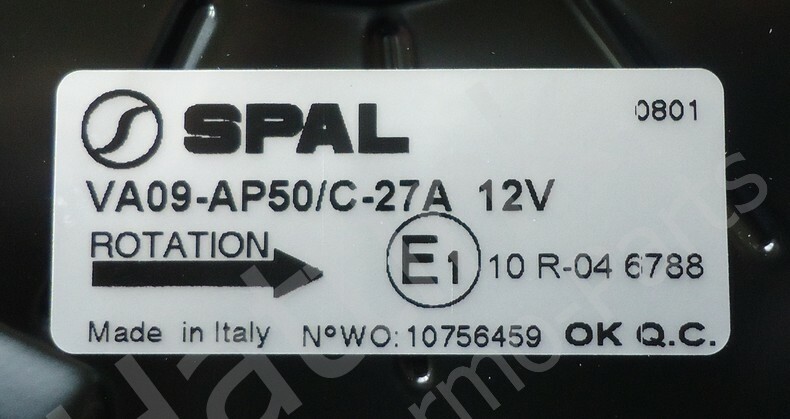 SPAL
0801
VA09-AP50/C-27A 12V
ROTATION
E1 10 R-04 6788
Made in Italy N°WO: 10756459 OK Q.C.